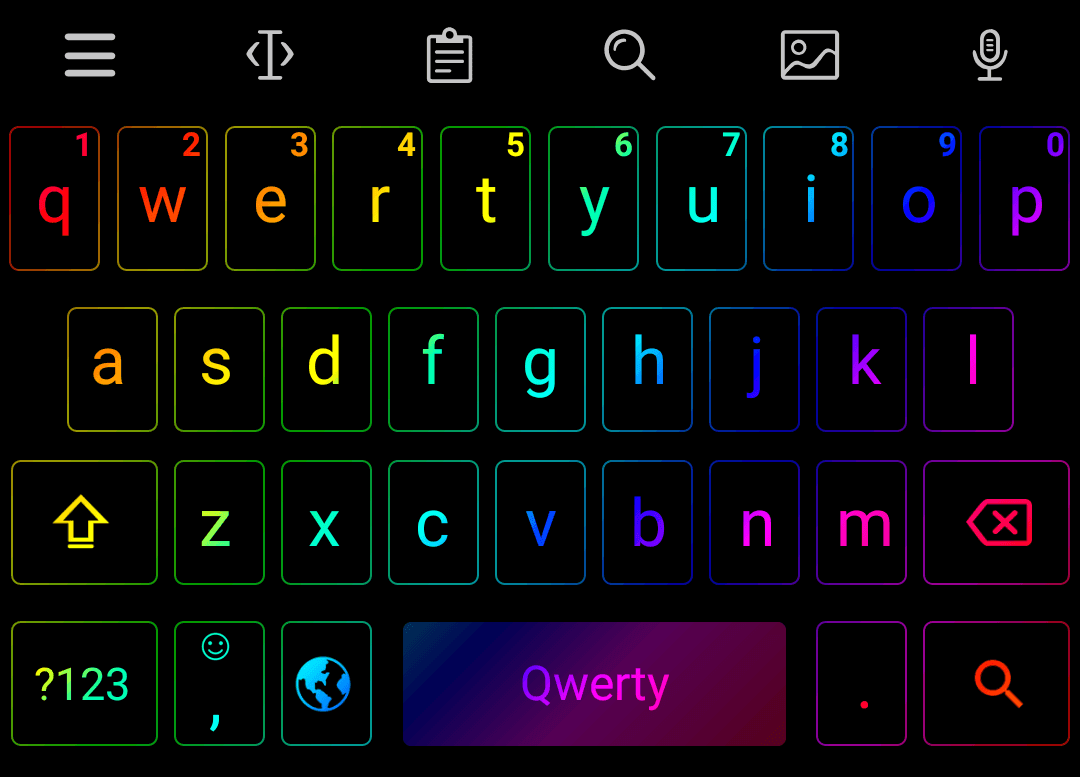 1 2 3 4 5 6 7 8 9 0
q w e r t y u i o p
a s d f g h j k l
z x c v b n m
?123 , Qwerty .